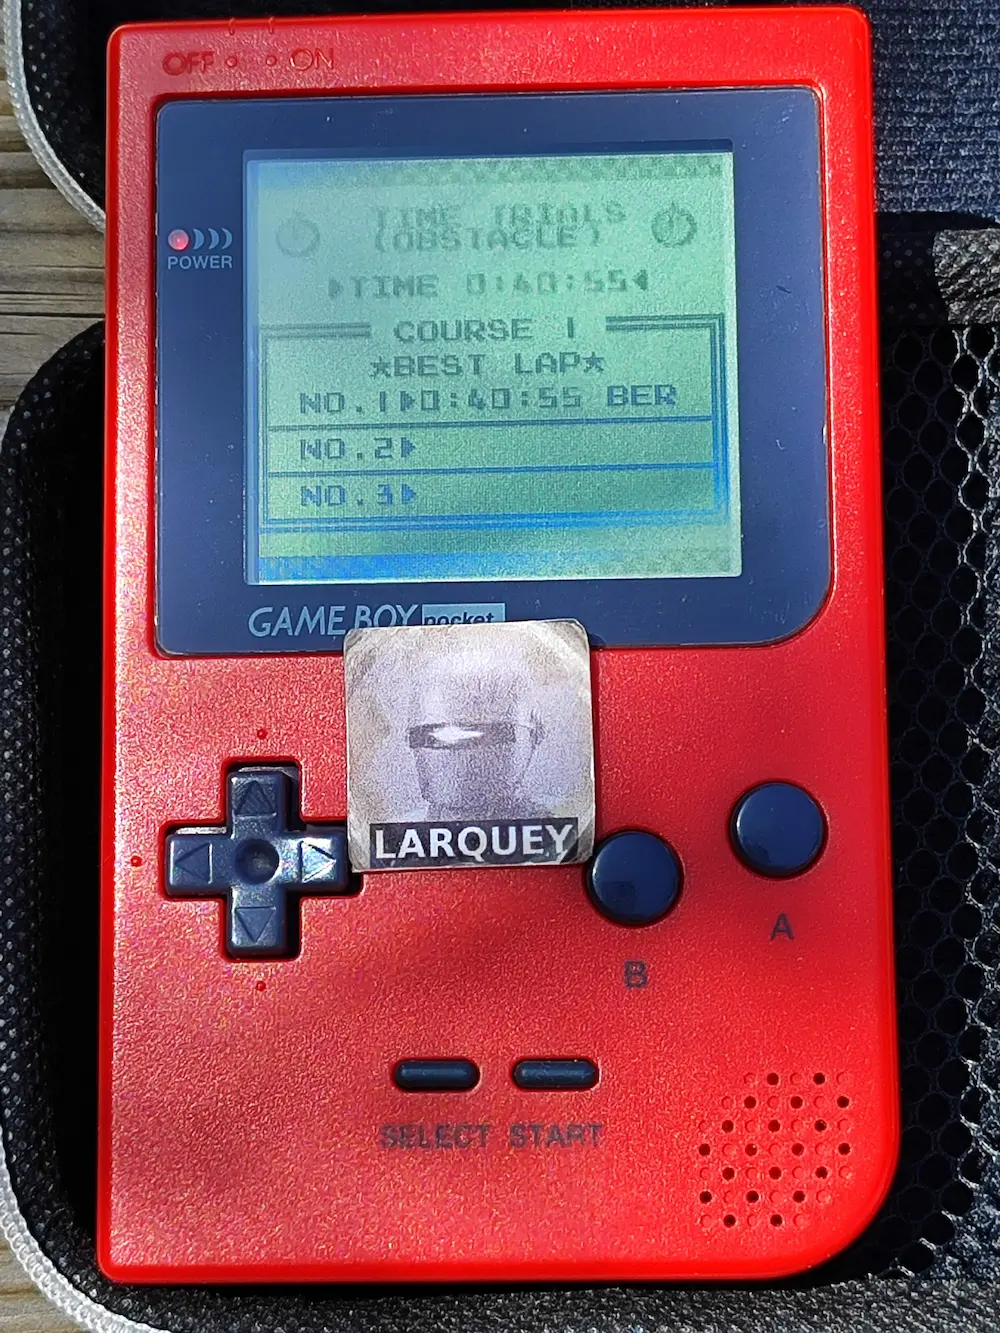 OFF ON
POWER
TIME TRIALS
(OBSTACLE)
▶TIME 0:40:55◀
COURSE 1
★BEST LAP★
NO.1▶0:40:55 BER
NO.2▶
NO.3▶
GAME BOY pocket
LARQUEY
A
B
SELECT START